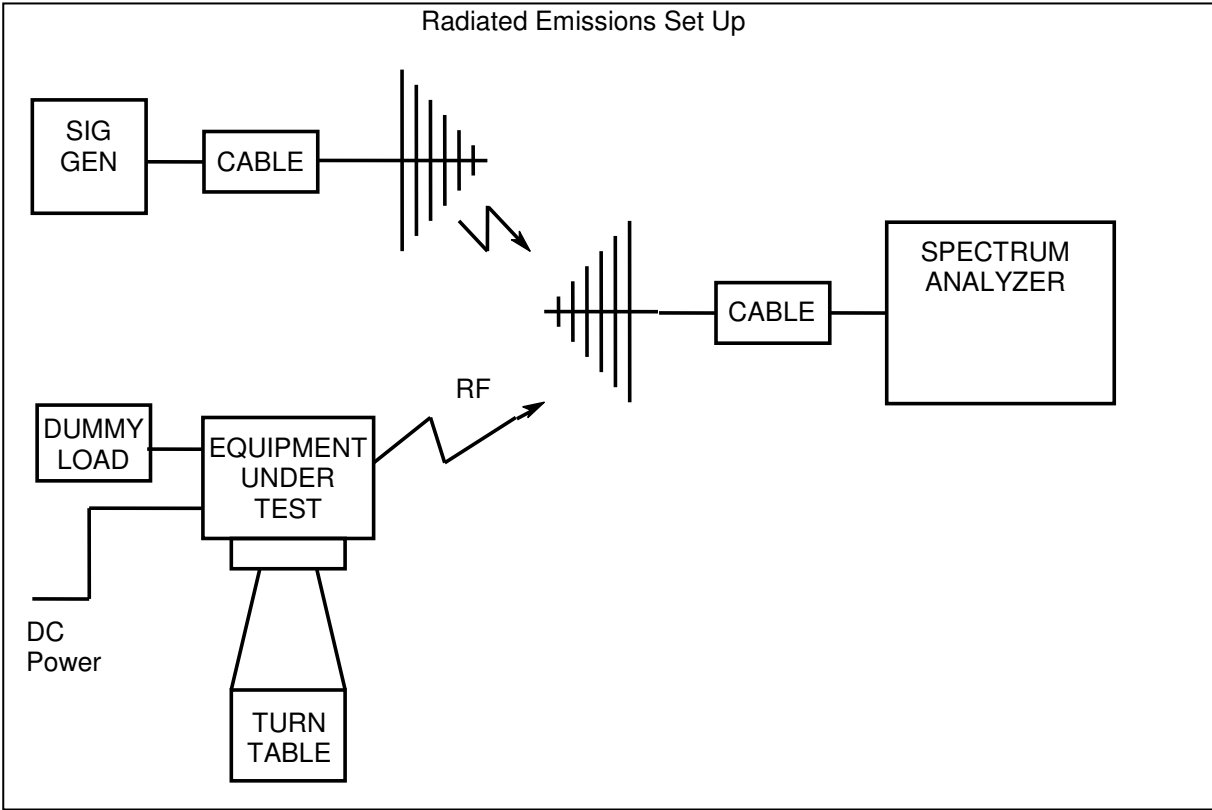 Radiated Emissions Set Up
SIG
GEN
CABLE
SPECTRUM
ANALYZER
CABLE
RF
DUMMY
LOAD
EQUIPMENT
UNDER
TEST
DC
Power
TURN
TABLE